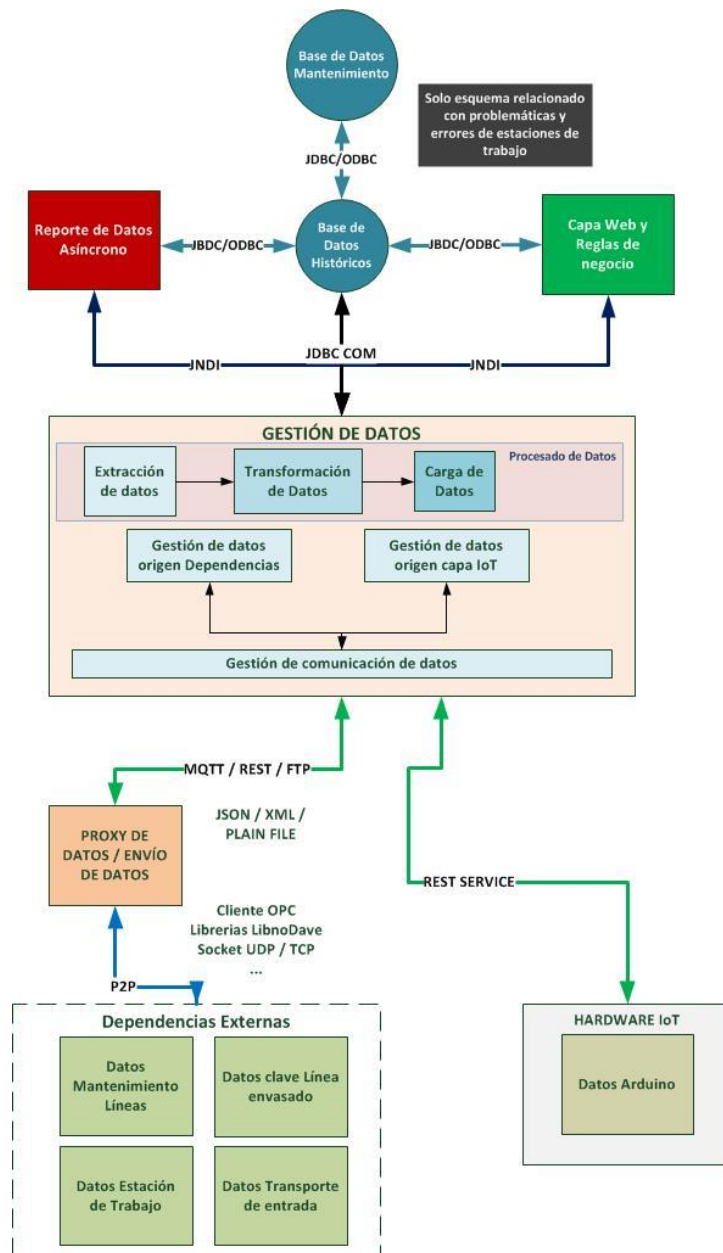 Base de Datos
Mantenimiento
Solo esquema relacionado
con problemáticas y
errores de estaciones de
trabajo
JDBC/ODBC
Reporte de Datos
Asíncrono
JBDC/ODBC
Base de
Datos
Históricos
JBDC/ODBC
Capa Web y
Reglas de
negocio
JDBC COM
JNDI
JNDI
GESTIÓN DE DATOS
Procesado de Datos
Extracción
de datos
Transformación
de Datos
Carga de
Datos
Gestión de datos
origen Dependencias
Gestión de datos
origen capa IoT
Gestión de comunicación de datos
MQTT / REST / FTP
JSON / XML /
PLAIN FILE
PROXY DE
DATOS / ENVÍO
DE DATOS
REST SERVICE
Cliente OPC
Librerias LibnoDave
Socket UDP / TCP
...
P2P
Dependencias Externas
Datos
Mantenimiento
Líneas
Datos clave Línea
envasado
Datos Estación
de Trabajo
Datos Transporte
de entrada
HARDWARE IoT
Datos Arduino